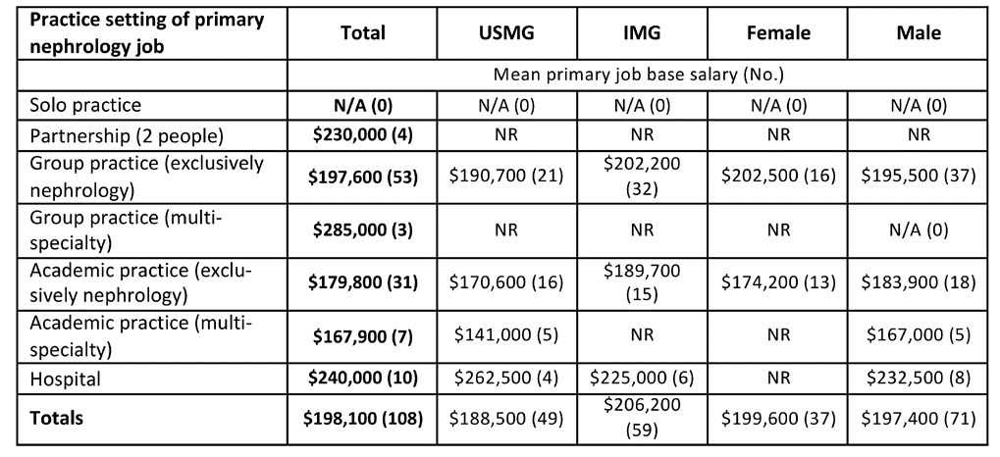 Practice setting of primary nephrology job Total USMG IMG Female Male
Mean primary job base salary (No.)
Solo practice N/A (0) N/A (0) N/A (0) N/A (0) N/A (0)
Partnership (2 people) $230,000 (4) NR NR NR NR
Group practice (exclusively nephrology) $197,600 (53) $190,700 (21) $202,200 (32) $202,500 (16) $195,500 (37)
Group practice (multi-specialty) $285,000 (3) NR NR NR N/A (0)
Academic practice (exclu-sively nephrology) $179,800 (31) $170,600 (16) $189,700 (15) $174,200 (13) $183,900 (18)
Academic practice (multi-specialty) $167,900 (7) $141,000 (5) NR NR $167,000 (5)
Hospital $240,000 (10) $262,500 (4) $225,000 (6) NR $232,500 (8)
Totals $198,100 (108) $188,500 (49) $206,200 (59) $199,600 (37) $197,400 (71)